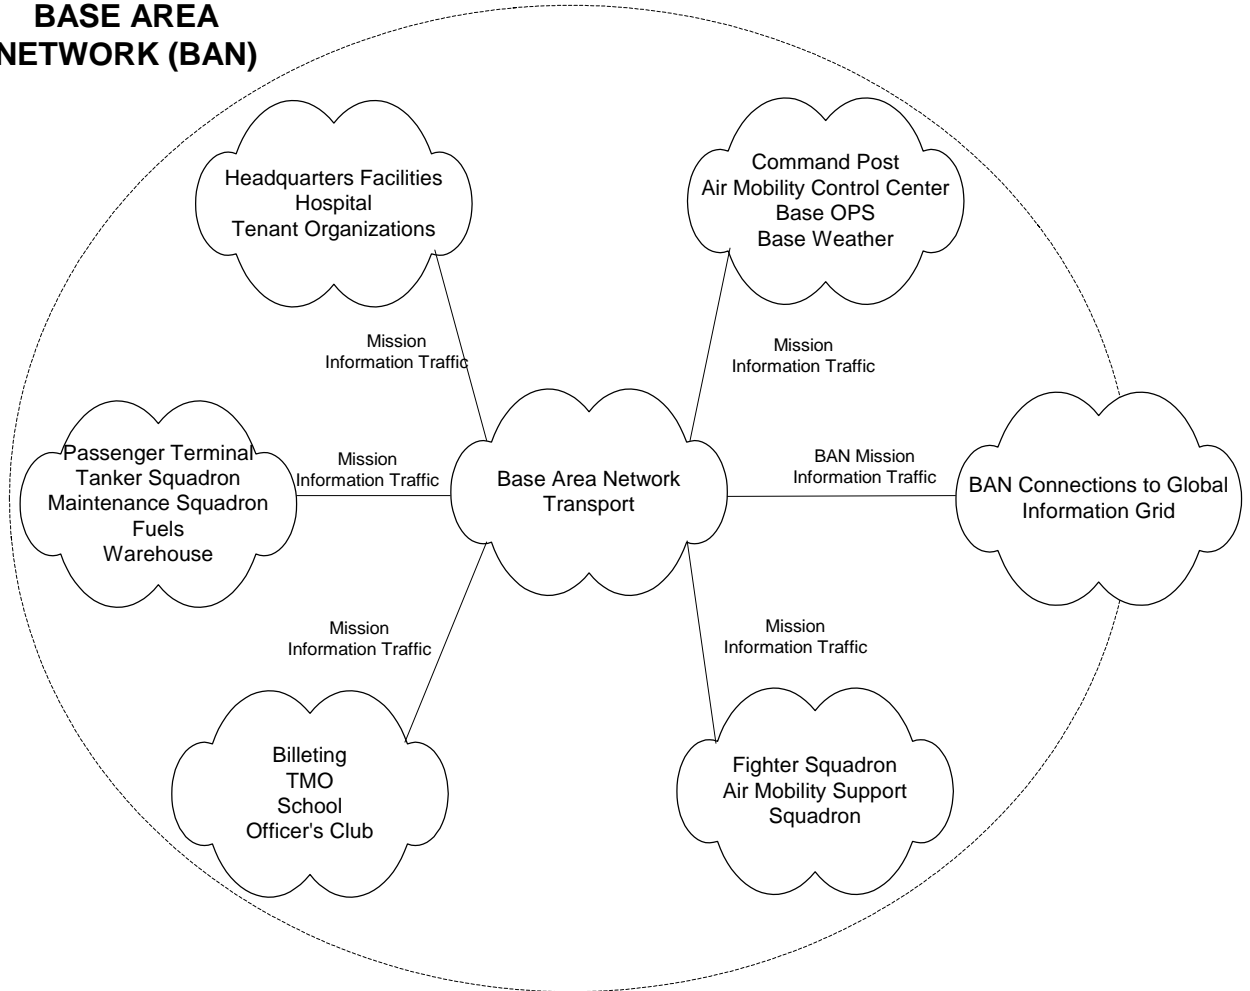 BASE AREA
NETWORK (BAN)
Headquarters Facilities
Hospital
Tenant Organizations
Command Post
Air Mobility Control Center
Base OPS
Base Weather
Mission
Information Traffic
Mission
Information Traffic
Passenger Terminal
Tanker Squadron
Maintenance Squadron
Fuels
Warehouse
Mission
Information Traffic
Base Area Network
Transport
BAN Mission
Information Traffic
BAN Connections to Global
Information Grid
Mission
Information Traffic
Mission
Information Traffic
Billeting
TMO
School
Officer's Club
Fighter Squadron
Air Mobility Support
Squadron